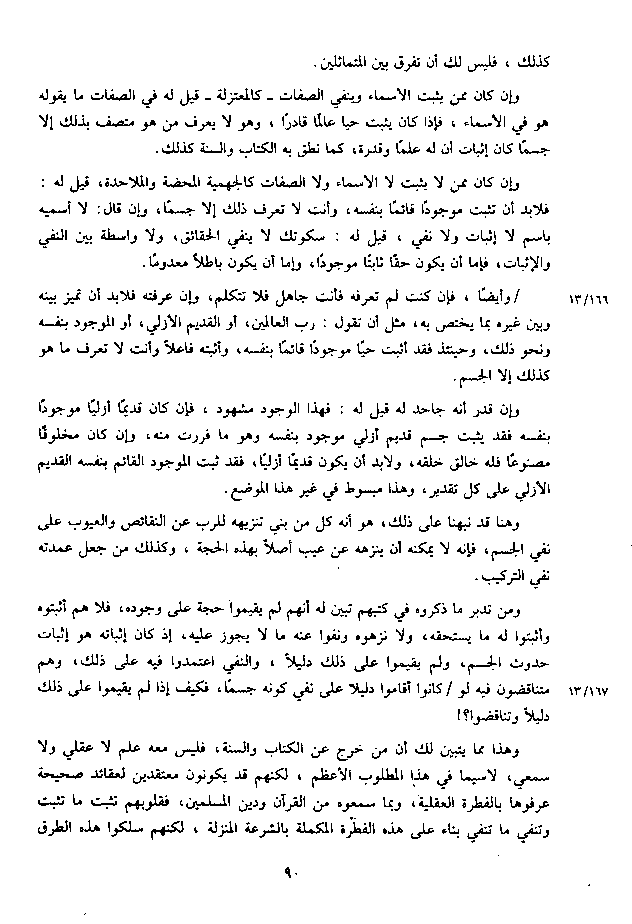 كذلك ، فليس لك أن تفرق بين المتماثلين.
وإن كان ممن يثبت الأسماء وينفي الصفات ـ كالمعتزلة ـ قيل له في الصفات ما يقوله
هو في الأسماء ، فإذا كان يثبت حيا عالمًا قادرًا ، وهو لا يعرف من هو متصف بذلك إلا
جسمًا كان إثبات أن له علمًا وقدرة، كما نطق به الكتاب والسنة كذلك.
وإن كان ممن لا يثبت لا الأسماء ولا الصفات كالجهمية المحضة والملاحدة، قيل له :
فلابد أن تثبت موجودًا قائمًا بنفسه، وأنت لا تعرف ذلك إلا جسمًا، وإن قال: لا أسميه
باسم لا إثبات ولا نفي ، قيل له : سكوتك لا ينفي الحقائق، ولا واسطة بين النفي
والإثبات، فإما أن يكون حقًا ثابتًا موجودًا، وإما أن يكون باطلاً معدومًا.
١٣/١٦٦ /وأيضًا ، فإن كنت لم تعرفه فأنت جاهل فلا تتكلم، وإن عرفته فلابد أن تميز بينه
وبين غيره بما يختص به، مثل أن تقول : رب العالمين، أو القديم الأزلي، أو الموجود بنفسه
ونحو ذلك، وحينئذ فقد أثبت حيًا موجودًا قائمًا بنفسه، وأثبته فاعلاً وأنت لا تعرف ما هو
كذلك إلا الجسم.
وإن قدر أنه جاحد له قيل له : فهذا الوجود مشهود ، فإن كان قديمًا أزليًا موجودًا
بنفسه فقد يثبت جسم قديم أزلي موجود بنفسه وهو ما فررت منه، وإن كان مخلوقًا
مصنوعًا فله خالق خلقه، ولابد أن يكون قديمًا أزليًا، فقد ثبت الموجود القائم بنفسه القديم
الأزلي على كل تقدير، وهذا مبسوط في غير هذا الموضع.
وهنا قد نبهنا على ذلك، هو أنه كل من بني تنزيهه للرب عن النقائص والعيوب على
نفي الجسم، فإنه لا يمكنه أن ينزهه عن عيب أصلاً بهذه الحجة ، وكذلك من جعل عمدته
نفي التركيب.
ومن تدبر ما ذكروه في كتبهم تبين له أنهم لم يقيموا حجة على وجوده، فلا هم أثبتوه
وأثبتوا له ما يستحقه، ولا نزهوه ونفوا عنه ما لا يجوز عليه، إذ كان إثباته هو إثبات
حدوث الجسم، ولم يقيموا على ذلك دليلاً ، والنفي اعتمدوا فيه على ذلك، وهم
١٣/١٦٧ متناقضون فيه لو /كانوا أقاموا دليلاً على نفي كونه جسمًا، فكيف إذا لم يقيموا على ذلك
دليلاً وتناقضوا؟!
وهذا مما يتبين لك أن من خرج عن الكتاب والسنة، فليس معه علم لا عقلي ولا
سمعي، لاسيما في هذا المطلوب الأعظم ، لكنهم قد يكونون معتقدين لعقائد صحيحة
عرفوها بالفطرة العقلية، وبما سمعوه من القرآن ودين المسلمين، فقلوبهم تثبت ما تثبت
وتنفي ما تنفي بناء على هذه الفطرة المكملة بالشرعة المنزلة ، لكنهم سلكوا هذه الطرق
٩٠